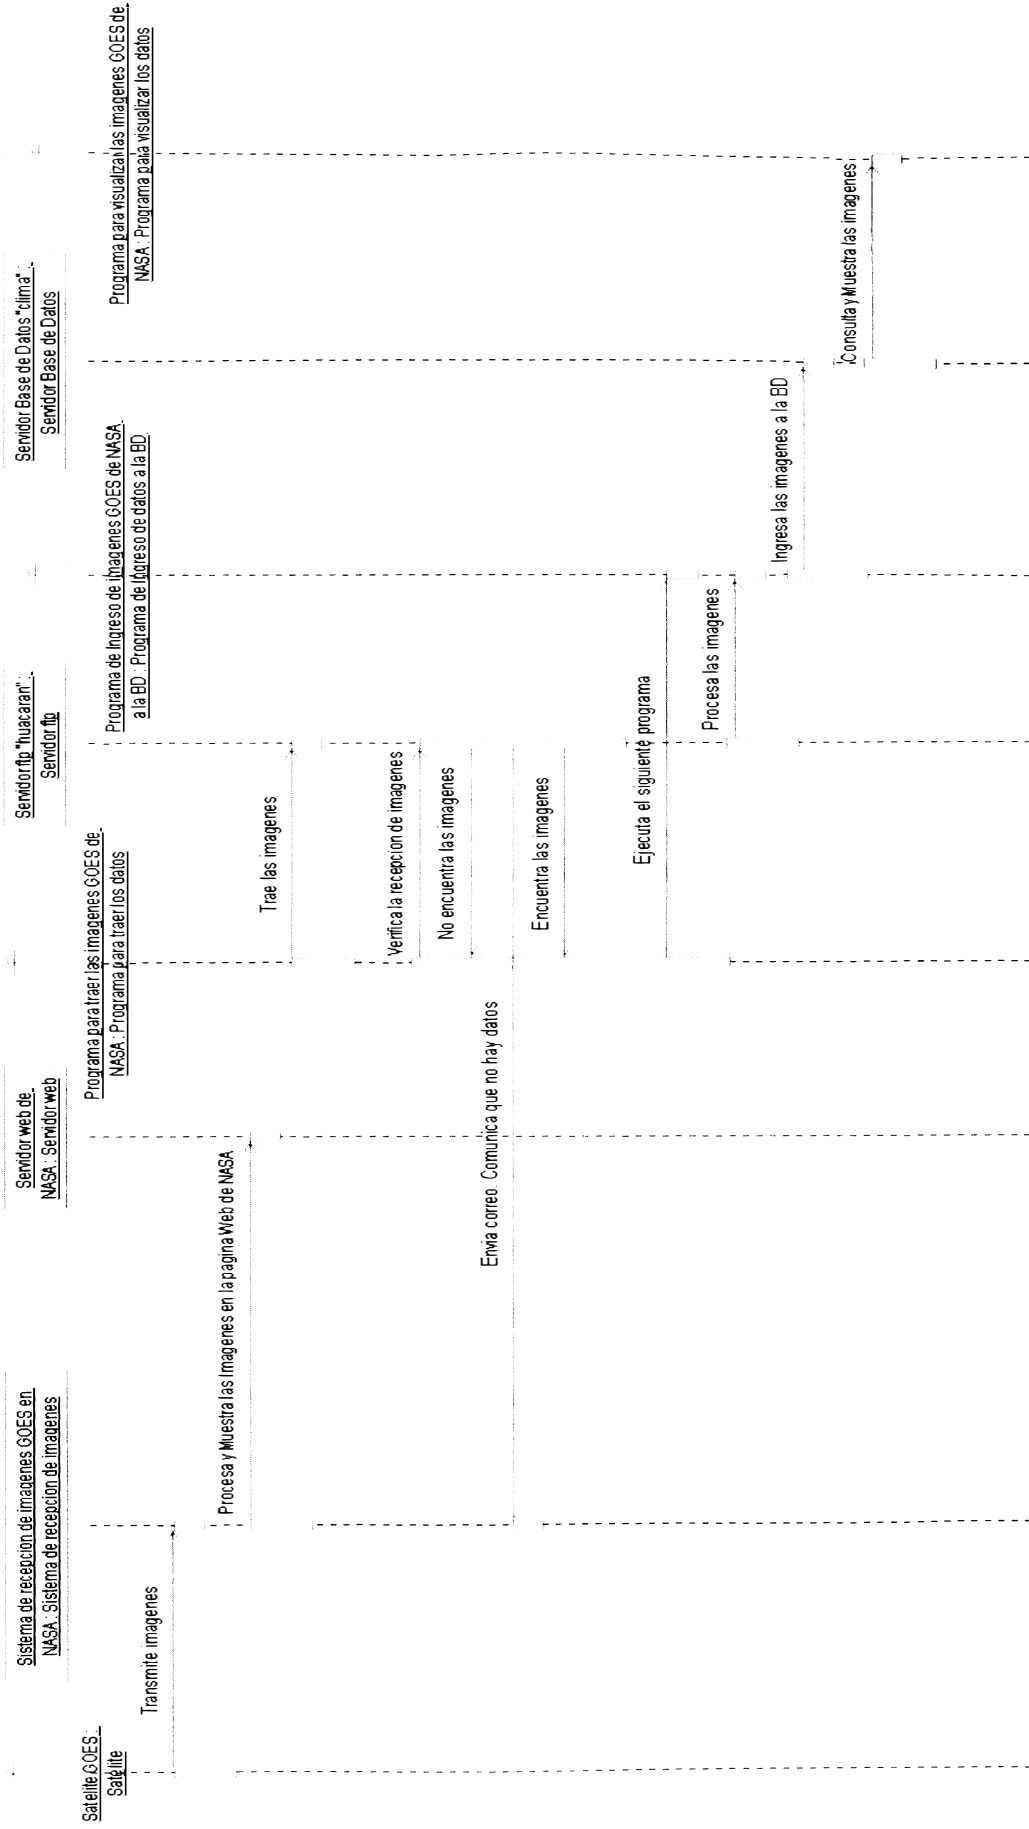 Satelite GOES :
Satelite
Sistema de recepcion de imagenes GOES en
NASA : Sistema de recepcion de imagenes
Servidor web de
NASA : Servidor web
Programa para traer las imagenes GOES de
NASA : Programa para traer los datos
Servidor ftp "huacaran" :
Servidor ftp
Programa de Ingreso de Imagenes GOES de NASA
a la BD : Programa de Ingreso de datos a la BD
Servidor Base de Datos "clima" :
Servidor Base de Datos
Programa para visualizar las imagenes GOES de
NASA : Programa para visualizar los datos
Transmite imagenes
Procesa y Muestra las Imagenes en la pagina Web de NASA
Trae las imagenes
Verifica la recepcion de imagenes
No encuentra las imagenes
Envia correo. Comunica que no hay datos
Encuentra las imagenes
Ejecuta el siguiente programa
Procesa las imagenes
Ingresa las imagenes a la BD
Consulta y Muestra las imagenes